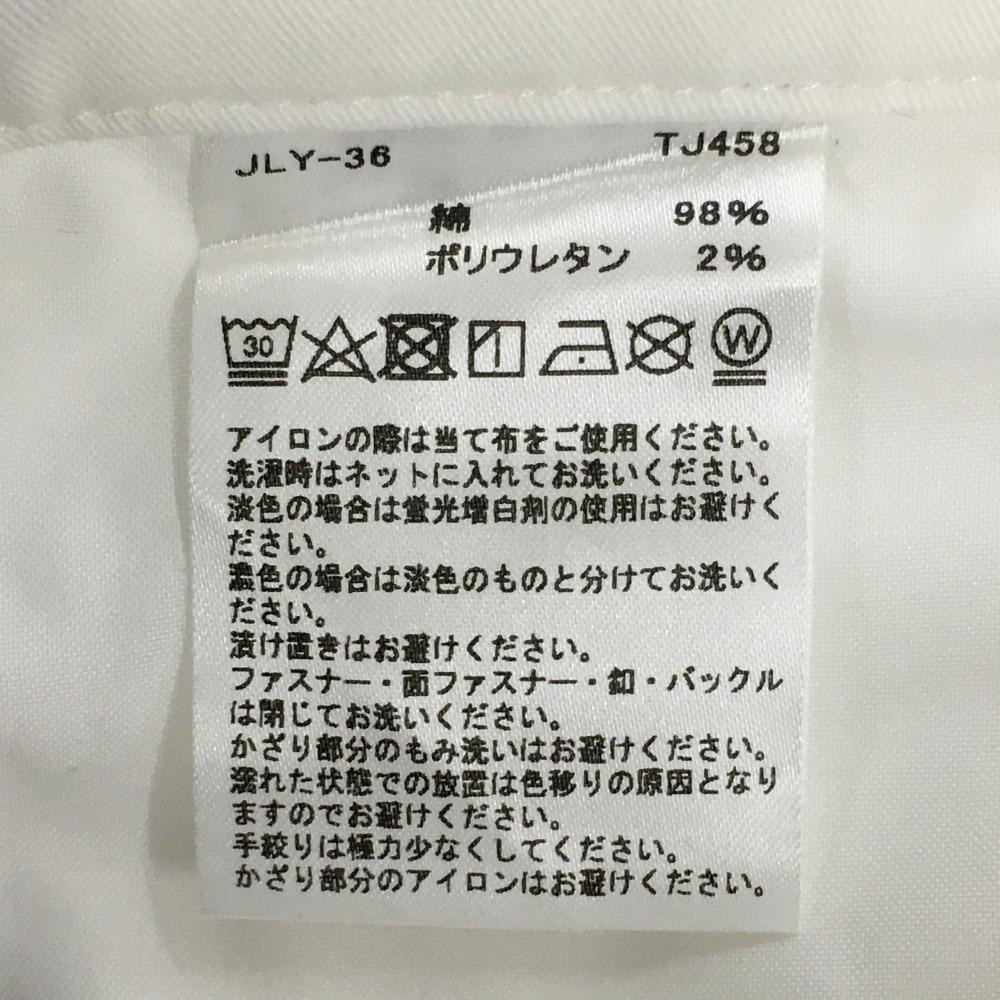 JLY-36 TJ458
綿 98%
ポリウレタン 2%
30 W
アイロンの際は当て布をご使用ください。
洗濯時はネットに入れてお洗いください。
淡色の場合は蛍光増白剤の使用はお避けく
ださい。
濃色の場合は淡色のものと分けてお洗いく
ださい。
漬け置きはお避けください。
ファスナー・面ファスナー・釦・バックル
は閉じてお洗いください。
かざり部分のもみ洗いはお避けください。
濡れた状態での放置は色移りの原因となり
ますのでお避けください。
手絞りは極力少なくしてください。
かざり部分のアイロンはお避けください。